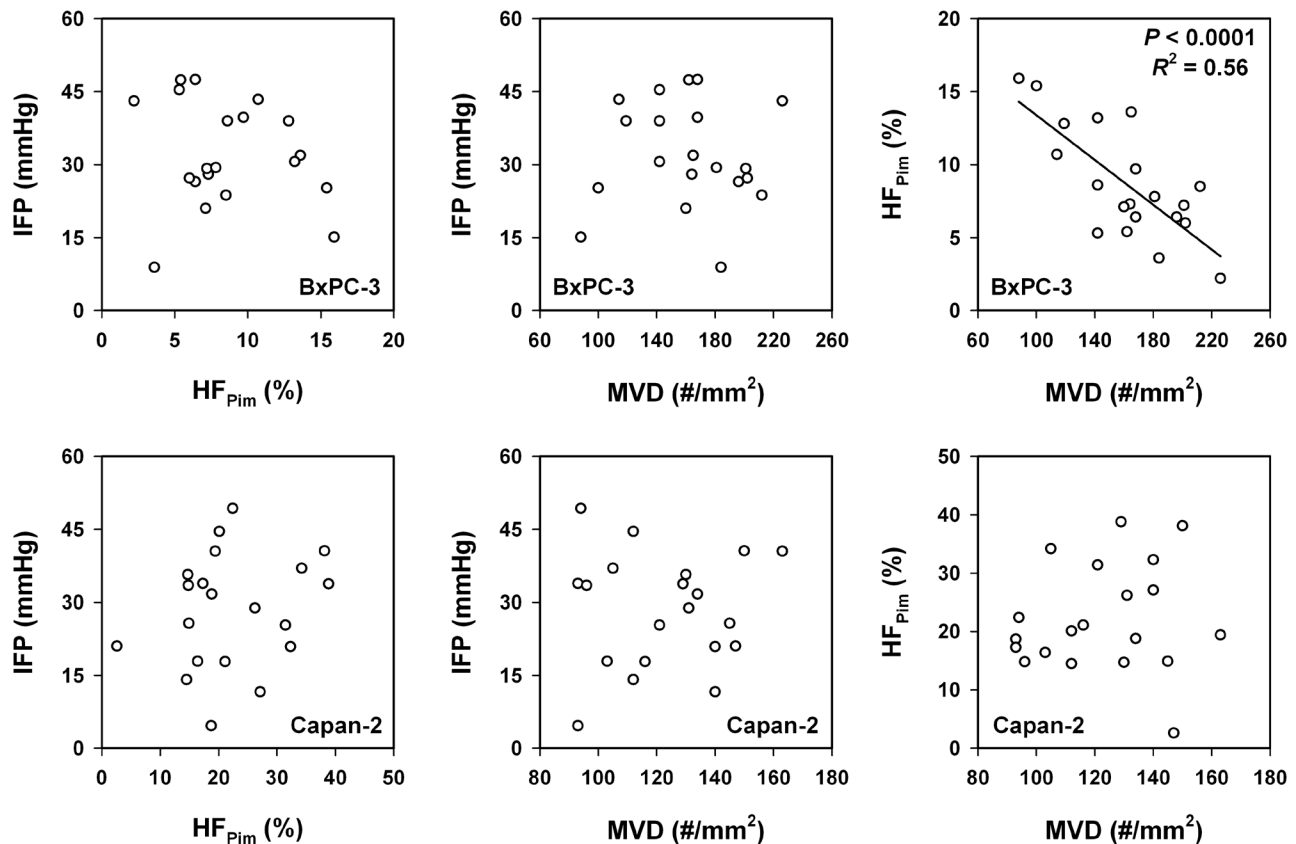 60
45
30
15
0
IFP (mmHg)
BxPC-3
0 5 10 15 20
HF_Pim (%)
60
45
30
15
0
IFP (mmHg)
BxPC-3
60 100 140 180 220 260
MVD (#/mm²)
20
15
10
5
0
HF_Pim (%)
P < 0.0001
R² = 0.56
BxPC-3
60 100 140 180 220 260
MVD (#/mm²)
60
45
30
15
0
IFP (mmHg)
Capan-2
0 10 20 30 40 50
HF_Pim (%)
60
45
30
15
0
IFP (mmHg)
Capan-2
80 100 120 140 160 180
MVD (#/mm²)
50
40
30
20
10
0
HF_Pim (%)
Capan-2
80 100 120 140 160 180
MVD (#/mm²)